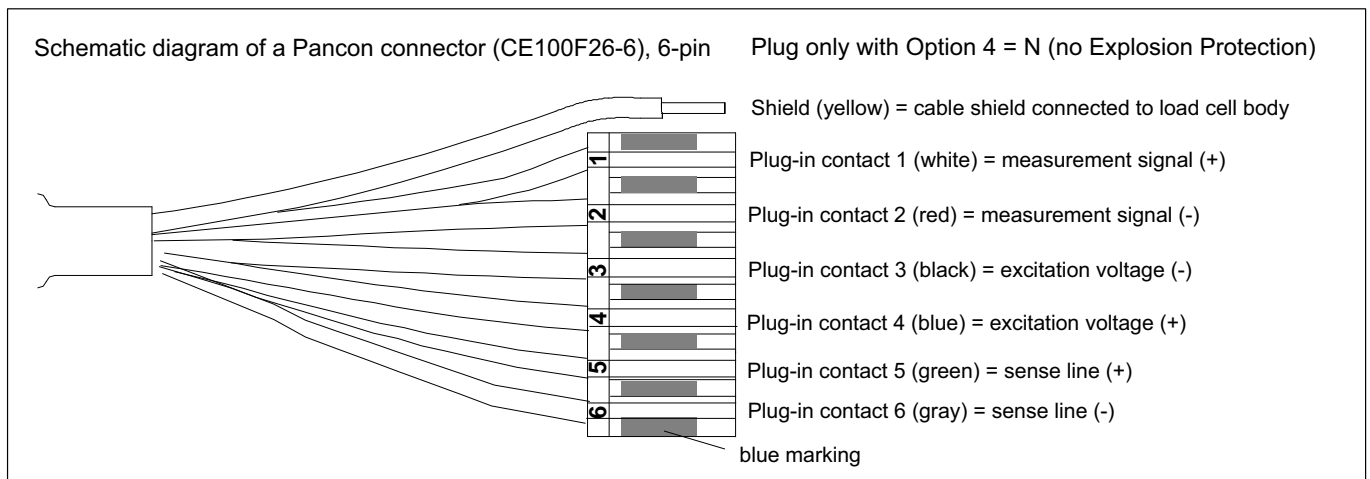 Schematic diagram of a Pancon connector (CE100F26-6), 6-pin
Plug only with Option 4 = N (no Explosion Protection)
Shield (yellow) = cable shield connected to load cell body
1
Plug-in contact 1 (white) = measurement signal (+)
2
Plug-in contact 2 (red) = measurement signal (-)
3
Plug-in contact 3 (black) = excitation voltage (-)
4
Plug-in contact 4 (blue) = excitation voltage (+)
5
Plug-in contact 5 (green) = sense line (+)
6
Plug-in contact 6 (gray) = sense line (-)
blue marking